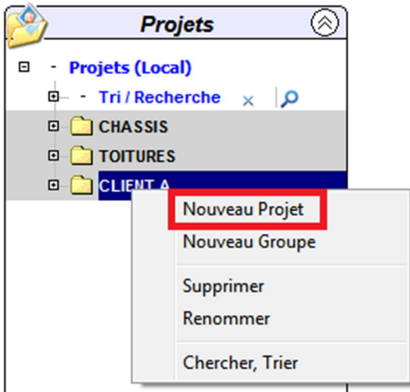 Projets
- Projets (Local)
- Tri / Recherche x
CHASSIS
TOITURES
CLIENT A
Nouveau Projet
Nouveau Groupe
Supprimer
Renommer
Chercher, Trier